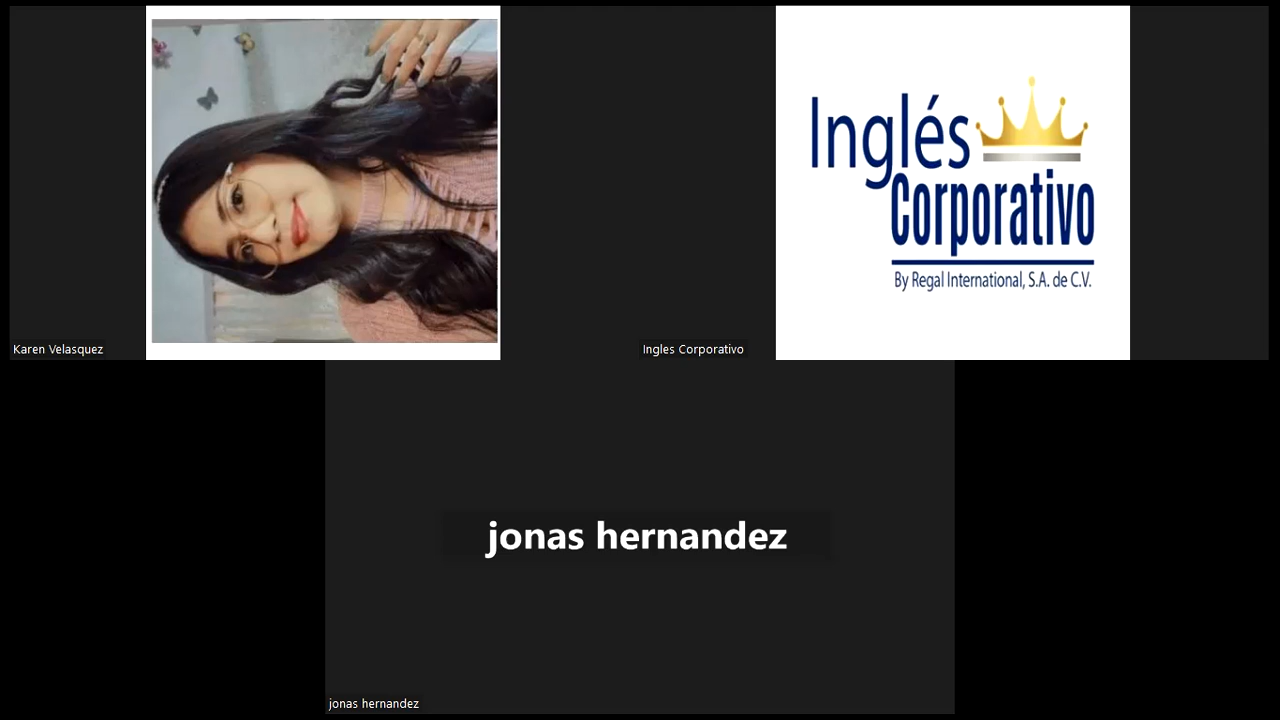 Inglés
Corporativo
By Regal International, S.A. de C.V.
Karen Velasquez
Ingles Corporativo
jonas hernandez
jonas hernandez